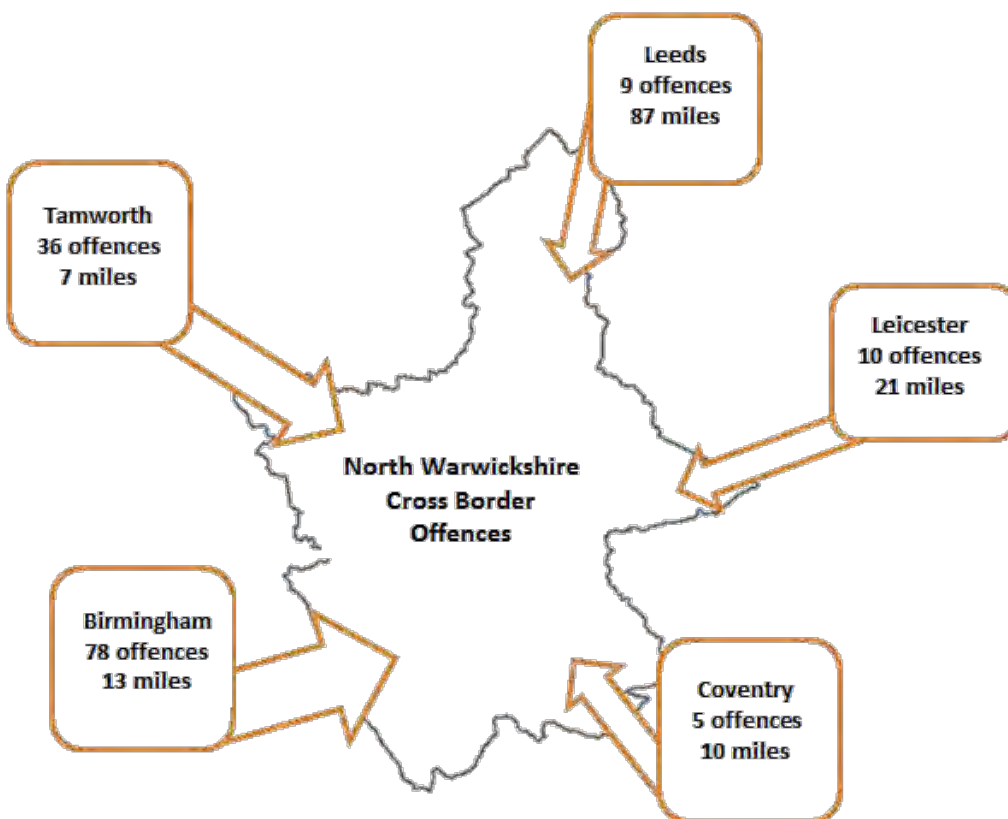 Leeds
9 offences
87 miles
Tamworth
36 offences
7 miles
Leicester
10 offences
21 miles
North Warwickshire
Cross Border
Offences
Birmingham
78 offences
13 miles
Coventry
5 offences
10 miles